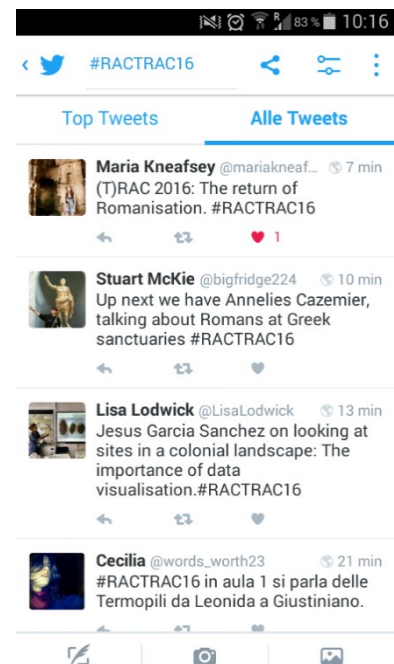 R 83 % 10:16
#RACTRAC16
Top Tweets Alle Tweets
Maria Kneafsey @mariakneaf... 7 min
(T)RAC 2016: The return of
Romanisation. #RACTRAC16
1
Stuart McKie @bigfridge224 10 min
Up next we have Annelies Cazemier,
talking about Romans at Greek
sanctuaries #RACTRAC16
Lisa Lodwick @LisaLodwick 13 min
Jesus Garcia Sanchez on looking at
sites in a colonial landscape: The
importance of data
visualisation.#RACTRAC16
Cecilia @words_worth23 21 min
#RACTRAC16 in aula 1 si parla delle
Termopili da Leonida a Giustiniano.